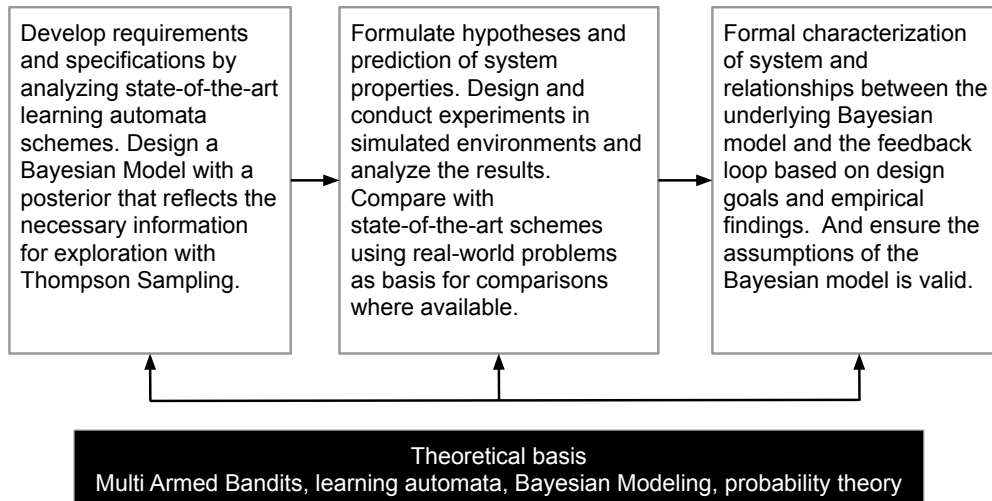 Develop requirements
and specifications by
analyzing state-of-the-art
learning automata
schemes. Design a
Bayesian Model with a
posterior that reflects the
necessary information
for exploration with
Thompson Sampling.
Formulate hypotheses and
prediction of system
properties. Design and
conduct experiments in
simulated environments and
analyze the results.
Compare with
state-of-the-art schemes
using real-world problems
as basis for comparisons
where available.
Formal characterization
of system and
relationships between the
underlying Bayesian
model and the feedback
loop based on design
goals and empirical
findings.  And ensure the
assumptions of the
Bayesian model is valid.
Theoretical basis
Multi Armed Bandits, learning automata, Bayesian Modeling, probability theory